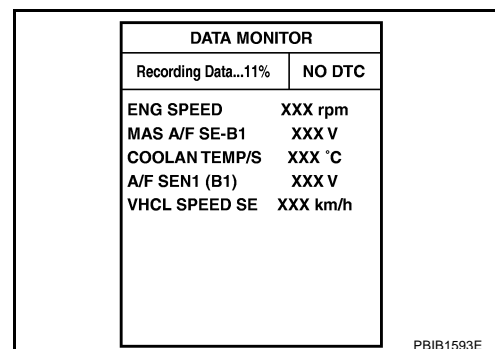 DATA MONITOR
Recording Data...11% NO DTC
ENG SPEED XXX rpm
MAS A/F SE-B1 XXX V
COOLAN TEMP/S XXX °C
A/F SEN1 (B1) XXX V
VHCL SPEED SE XXX km/h
PBIB1593E